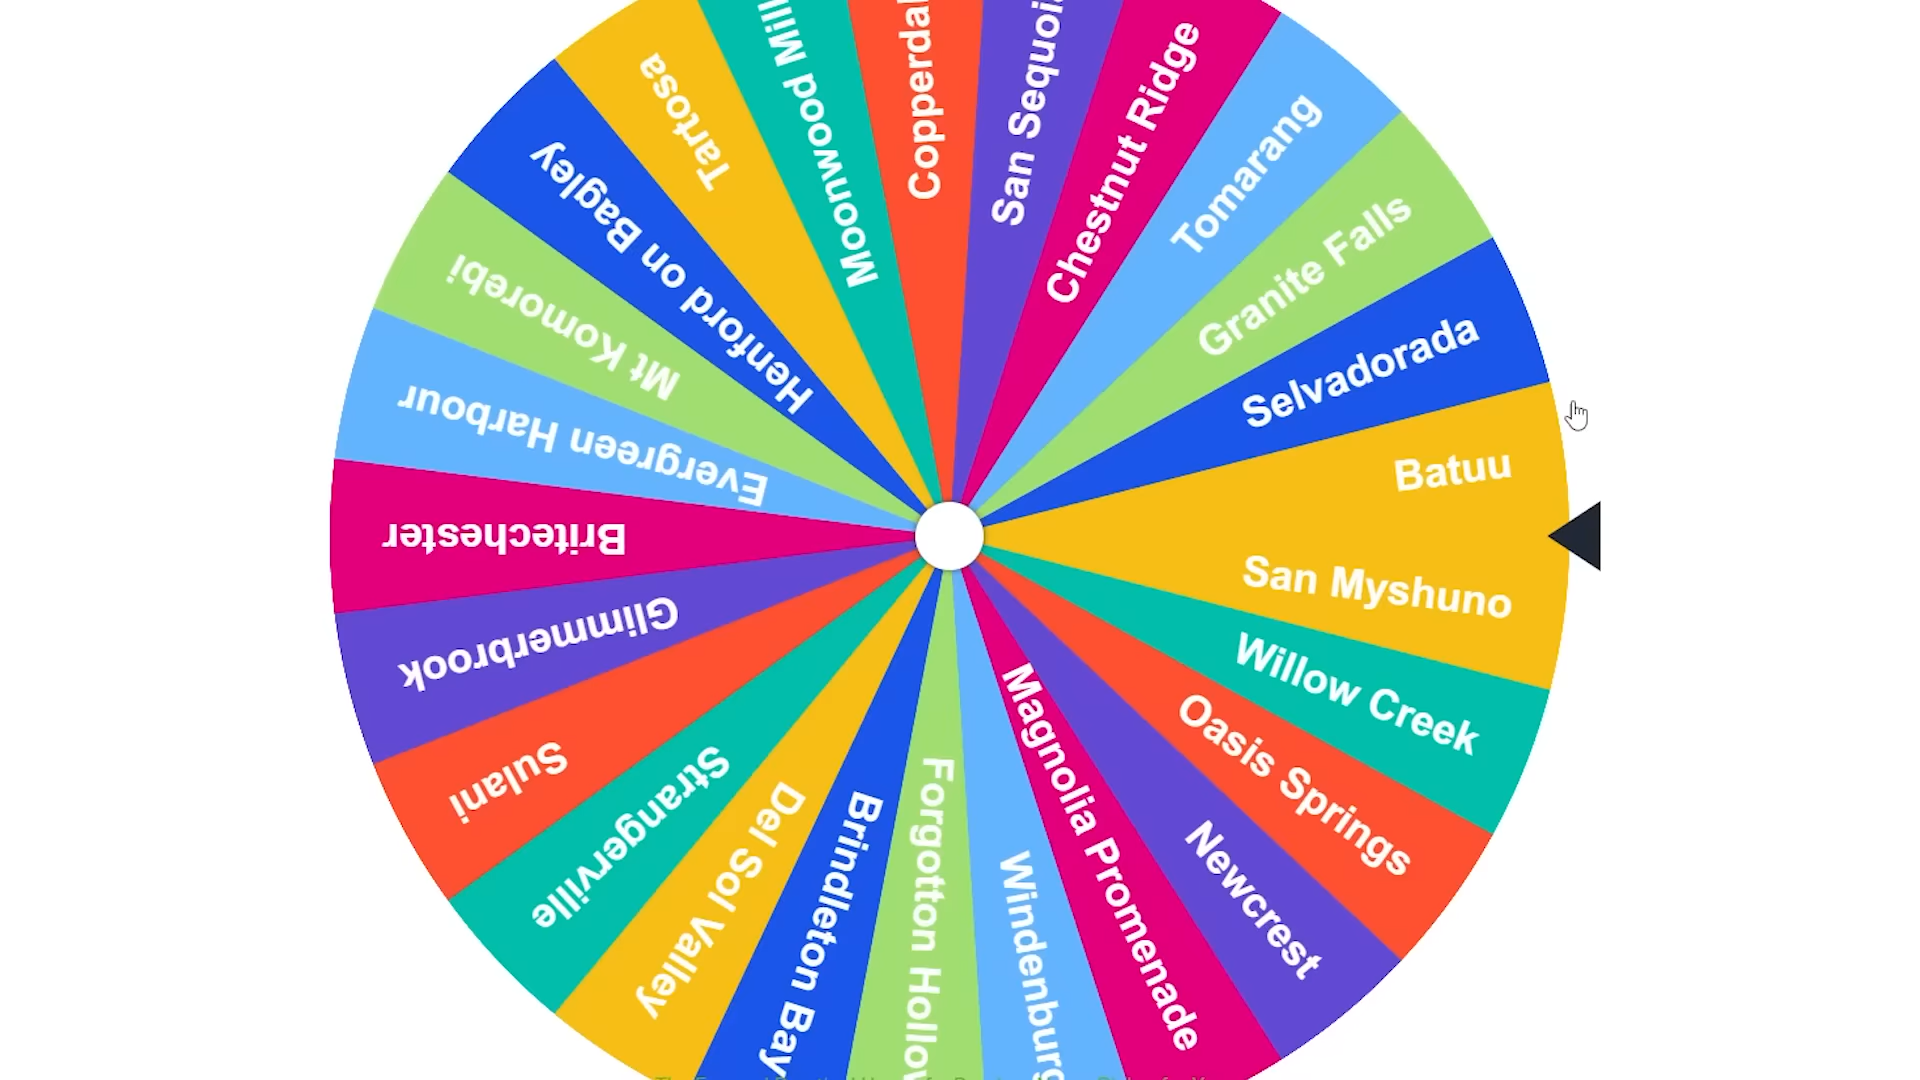 San Myshuno
Willow Creek
Oasis Springs
Newcrest
Magnolia Promenade
Windenburg
Forgotton Hollow
Brindleton Bay
Del Sol Valley
Strangerville
Sulani
Glimmerbrook
Britechester
Evergreen Harbour
Mt Komorebi
Henford on Bagley
Tartosa
Moonwood Mill
Copperdal
San Sequoia
Chestnut Ridge
Tomarang
Granite Falls
Selvadorada
Batuu